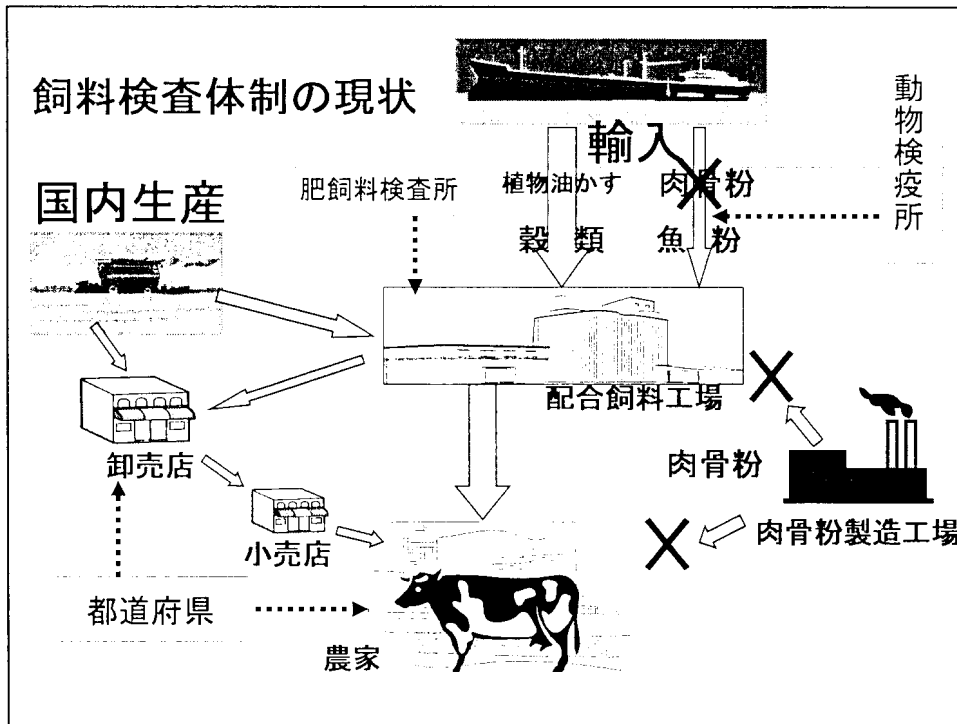 飼料検査体制の現状
輸入
動物検疫所
国内生産
肥飼料検査所
植物油かす
肉骨粉
穀類
魚粉
配合飼料工場
卸売店
肉骨粉
小売店
肉骨粉製造工場
都道府県
農家